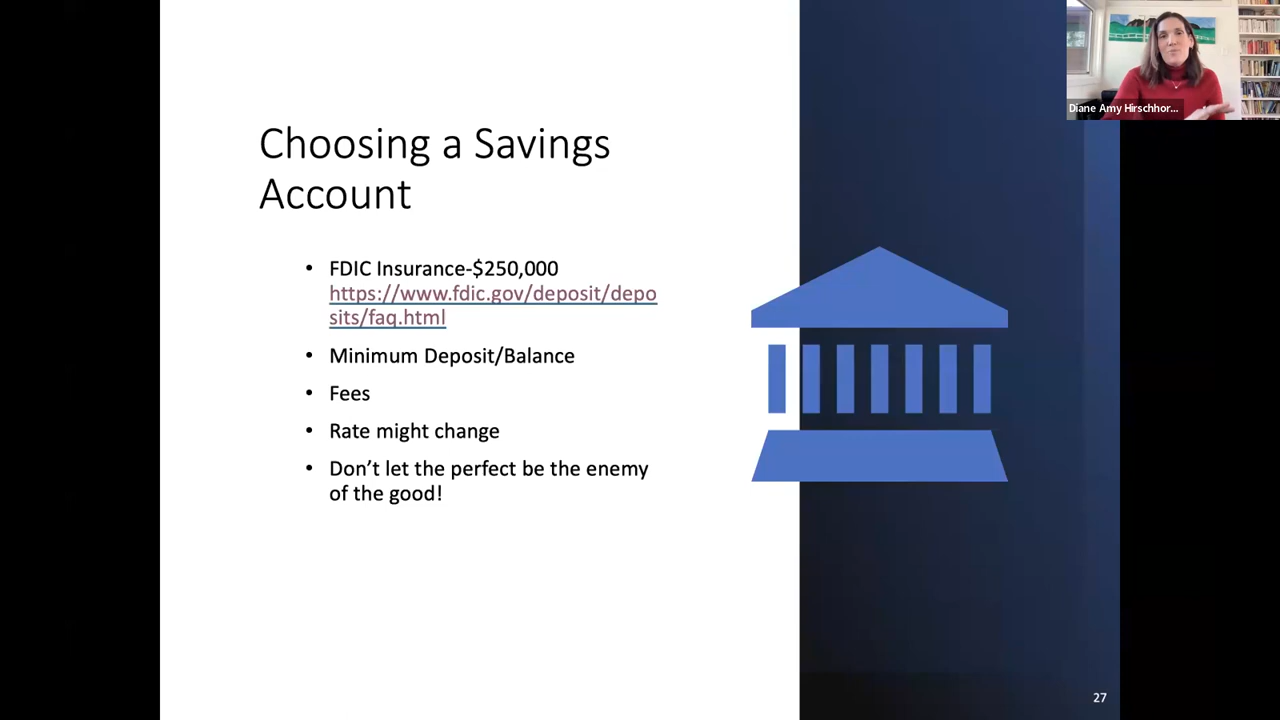 Diane Amy Hirschhor...
Choosing a Savings
Account
• FDIC Insurance-$250,000
https://www.fdic.gov/deposit/depo
sits/faq.html
• Minimum Deposit/Balance
• Fees
• Rate might change
• Don’t let the perfect be the enemy
of the good!
27